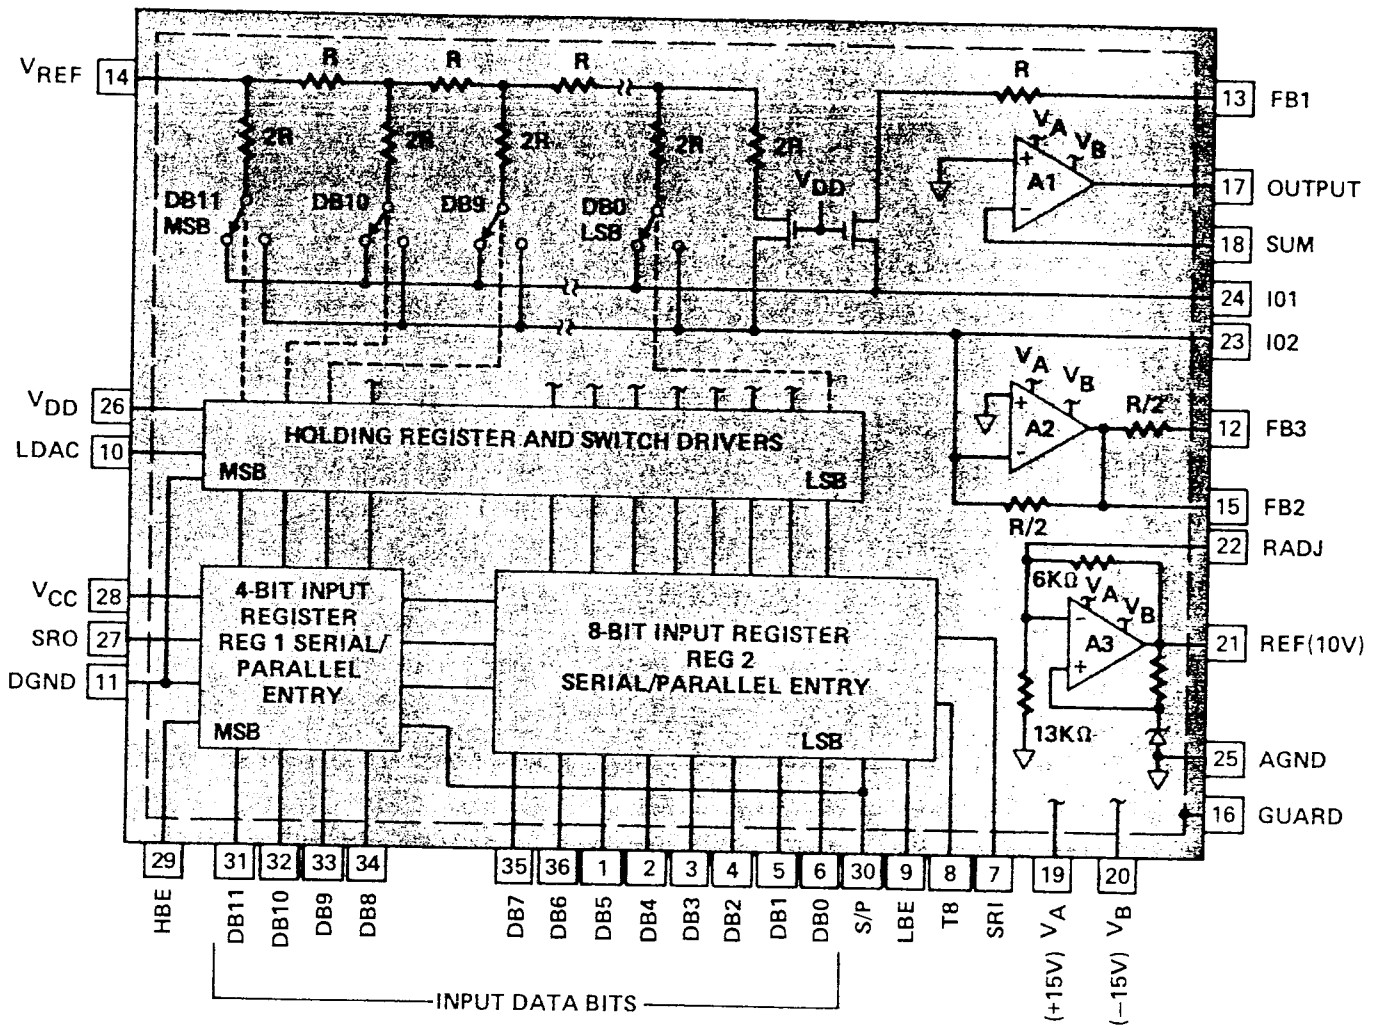 R
R
R
R
VREF 14
13 FB1
2R
2R
2R
2R
2R
VA
VB
+
A1
-
VDD
17 OUTPUT
18 SUM
DB11
MSB
DB10
DB9
DB0
LSB
24 I01
23 I02
VA
VB
+
A2
-
R/2
12 FB3
R/2
15 FB2
VDD 26
LDAC 10
HOLDING REGISTER AND SWITCH DRIVERS
MSB
LSB
22 RADJ
6KΩ
VA
VB
-
A3
+
13KΩ
21 REF(10V)
25 AGND
16 GUARD
VCC 28
SRO 27
DGND 11
4-BIT INPUT
REGISTER
REG 1 SERIAL/
PARALLEL
ENTRY
MSB
8-BIT INPUT REGISTER
REG 2
SERIAL/PARALLEL ENTRY
LSB
29 31 32 33 34 35 36 1 2 3 4 5 6 30 9 8 7 19 20
HBE DB11 DB10 DB9 DB8 DB7 DB6 DB5 DB4 DB3 DB2 DB1 DB0 S/P LBE T8 SRI (+15V) VA (−15V) VB
INPUT DATA BITS